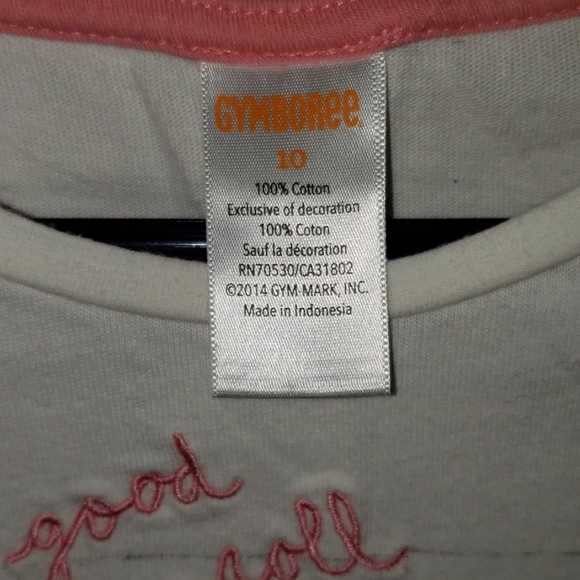 GYMBOREE
10
100% Cotton
Exclusive of decoration
100% Coton
Sauf la décoration
RN70530/CA31802
©2014 GYM-MARK, INC.
Made in Indonesia
good
roll